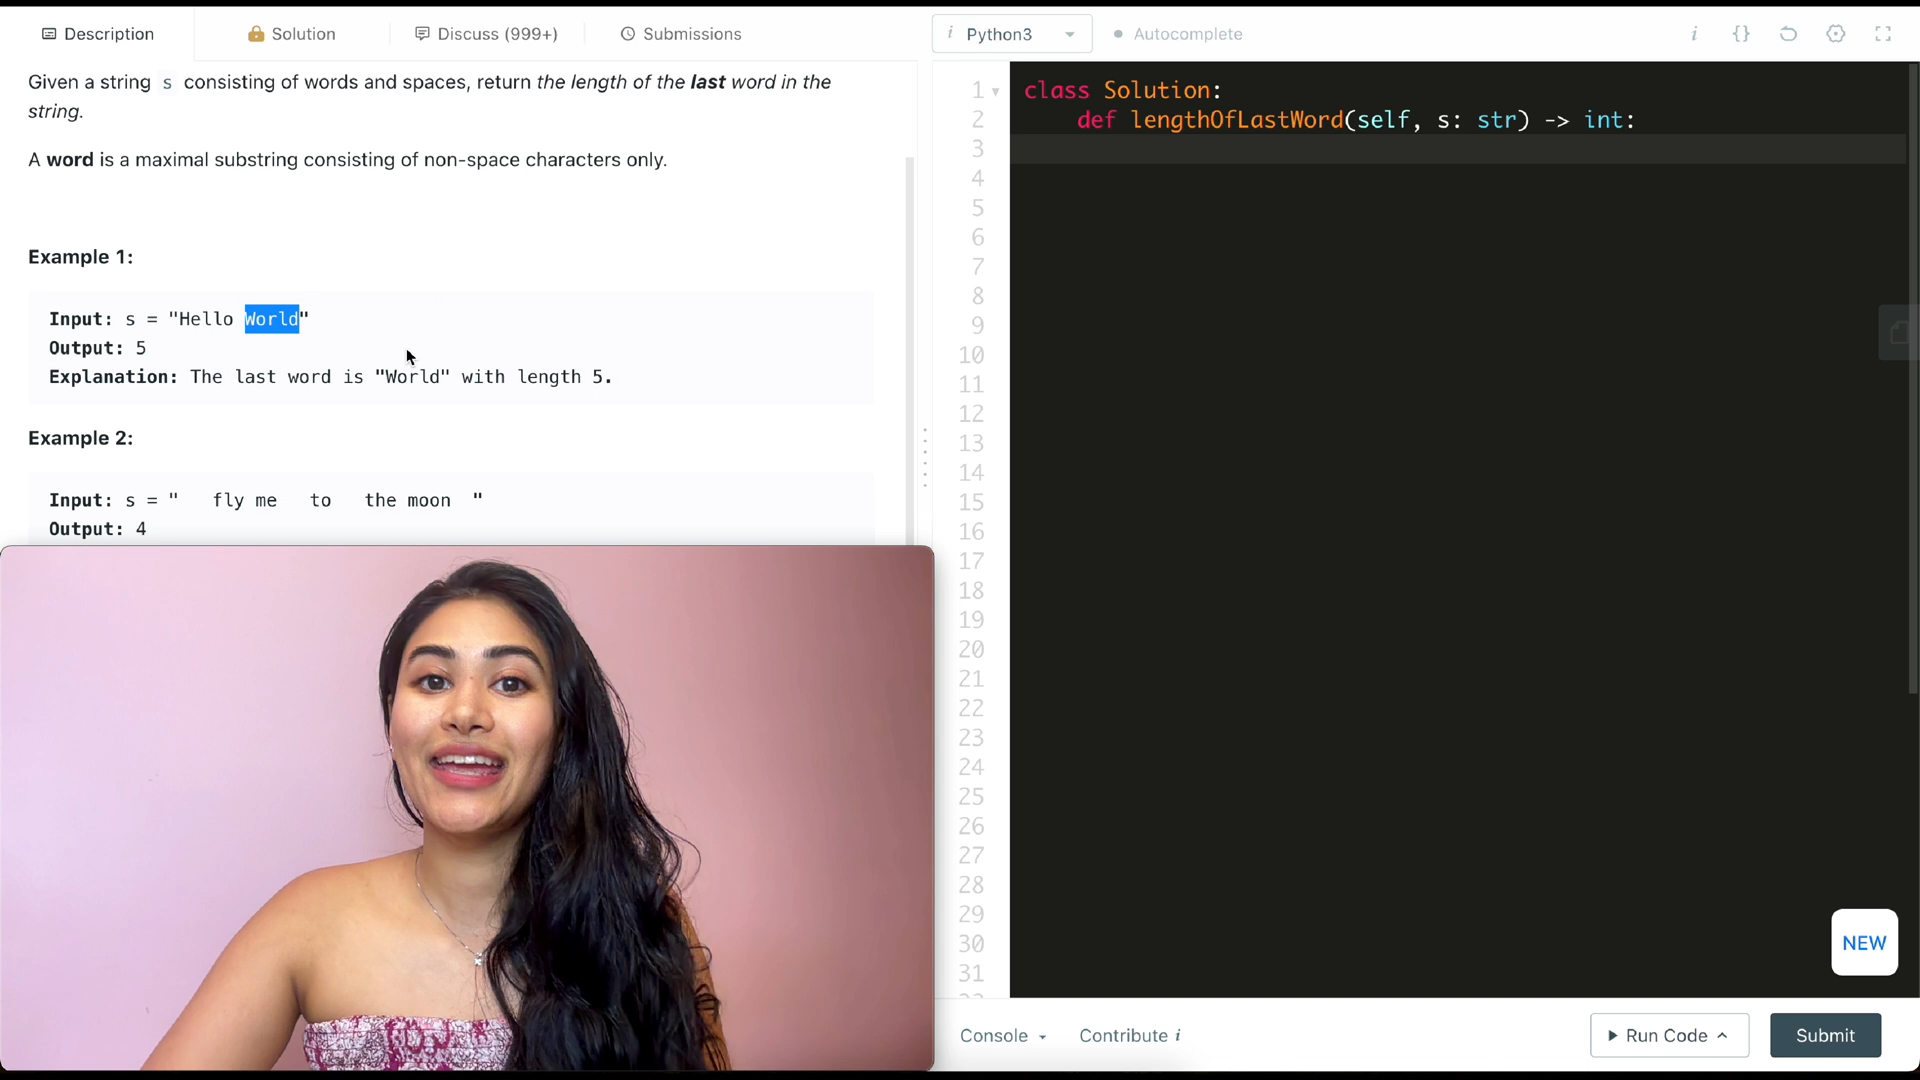 Description
Solution
Discuss (999+)
Submissions
i Python3
Autocomplete
i {}
Given a string s consisting of words and spaces, return the length of the last word in the
string.
A word is a maximal substring consisting of non-space characters only.
Example 1:
Input: s = "Hello World"
Output: 5
Explanation: The last word is "World" with length 5.
Example 2:
Input: s = "   fly me   to   the moon  "
Output: 4
1 class Solution:
2     def lengthOfLastWord(self, s: str) -> int:
3
4
5
6
7
8
9
10
11
12
13
14
15
16
17
18
19
20
21
22
23
24
25
26
27
28
29
30
31
NEW
Console
Contribute i
Run Code
Submit